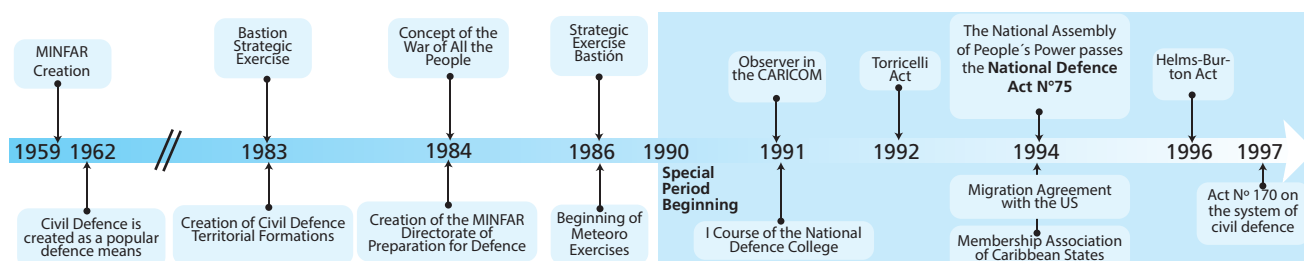 MINFAR
Creation
Bastion
Strategic
Exercise
Concept of the
War of All the
People
Strategic
Exercise
Bastión
Observer in
the CARICOM
Torricelli
Act
The National Assembly
of People´s Power passes
the National Defence
Act N°75
Helms-Bur-
ton Act
1959 1962 1983 1984 1986 1990 1991 1992 1994 1996 1997
Special
Period
Beginning
Civil Defence is
created as a popular
defence means
Creation of Civil Defence
Territorial Formations
Creation of the MINFAR
Directorate of
Preparation for Defence
Beginning of
Meteoro
Exercises
I Course of the National
Defence College
Migration Agreement
with the US
Membership Association
of Caribbean States
Act Nº 170 on
the system of
civil defence